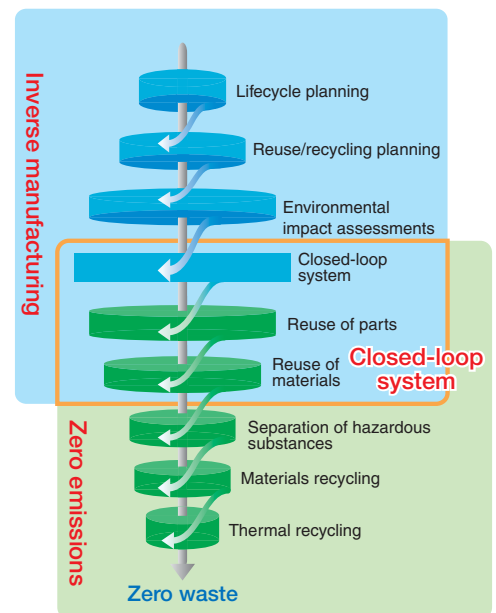 Inverse manufacturing
Lifecycle planning
Reuse/recycling planning
Environmental
impact assessments
Closed-loop
system
Reuse of parts
Reuse of
materials
Closed-loop
system
Zero emissions
Separation of hazardous
substances
Materials recycling
Thermal recycling
Zero waste